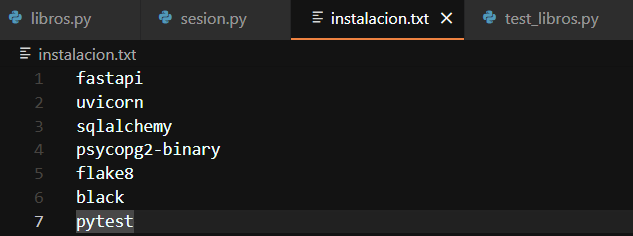 libros.py sesion.py instalacion.txt × test_libros.py
instalacion.txt
1 fastapi
2 uvicorn
3 sqlalchemy
4 psycopg2-binary
5 flake8
6 black
7 pytest